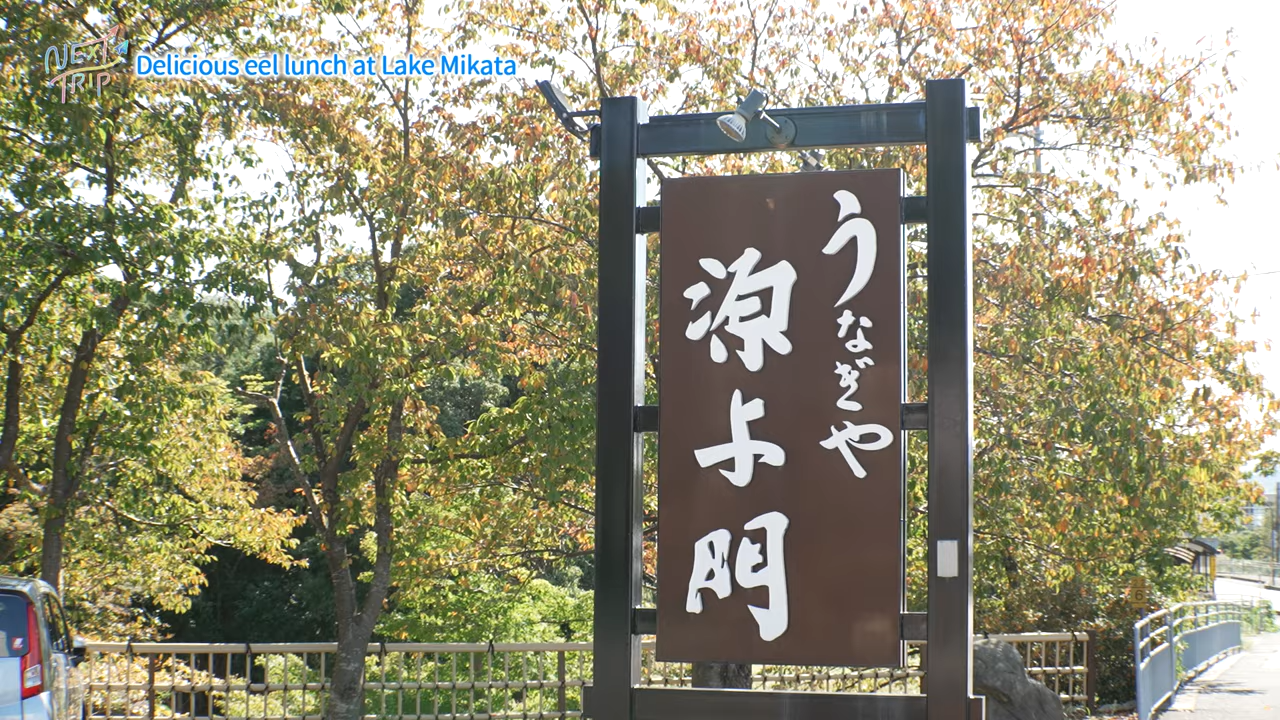 NEXT TRIP
Delicious eel lunch at Lake Mikata
うなぎや
源与門